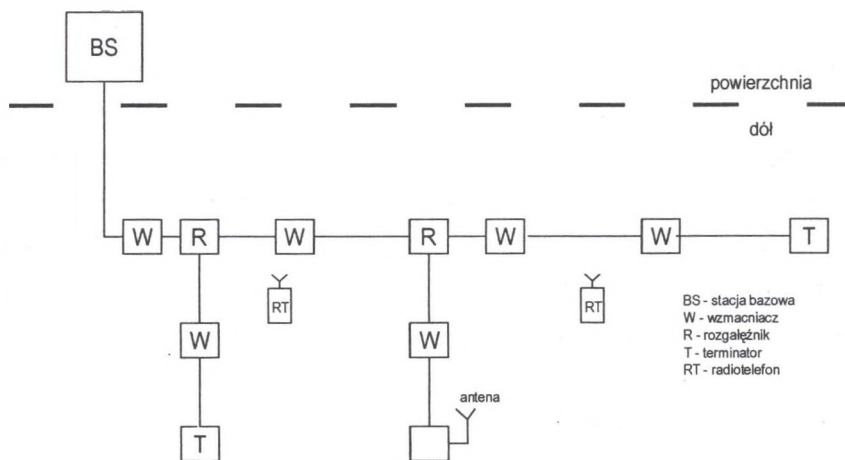 BS
powierzchnia
dół
W R W R W W T
RT RT
BS - stacja bazowa
W - wzmacniacz
R - rozgałęźnik
T - terminator
RT - radiotelefon
W W
antena
T